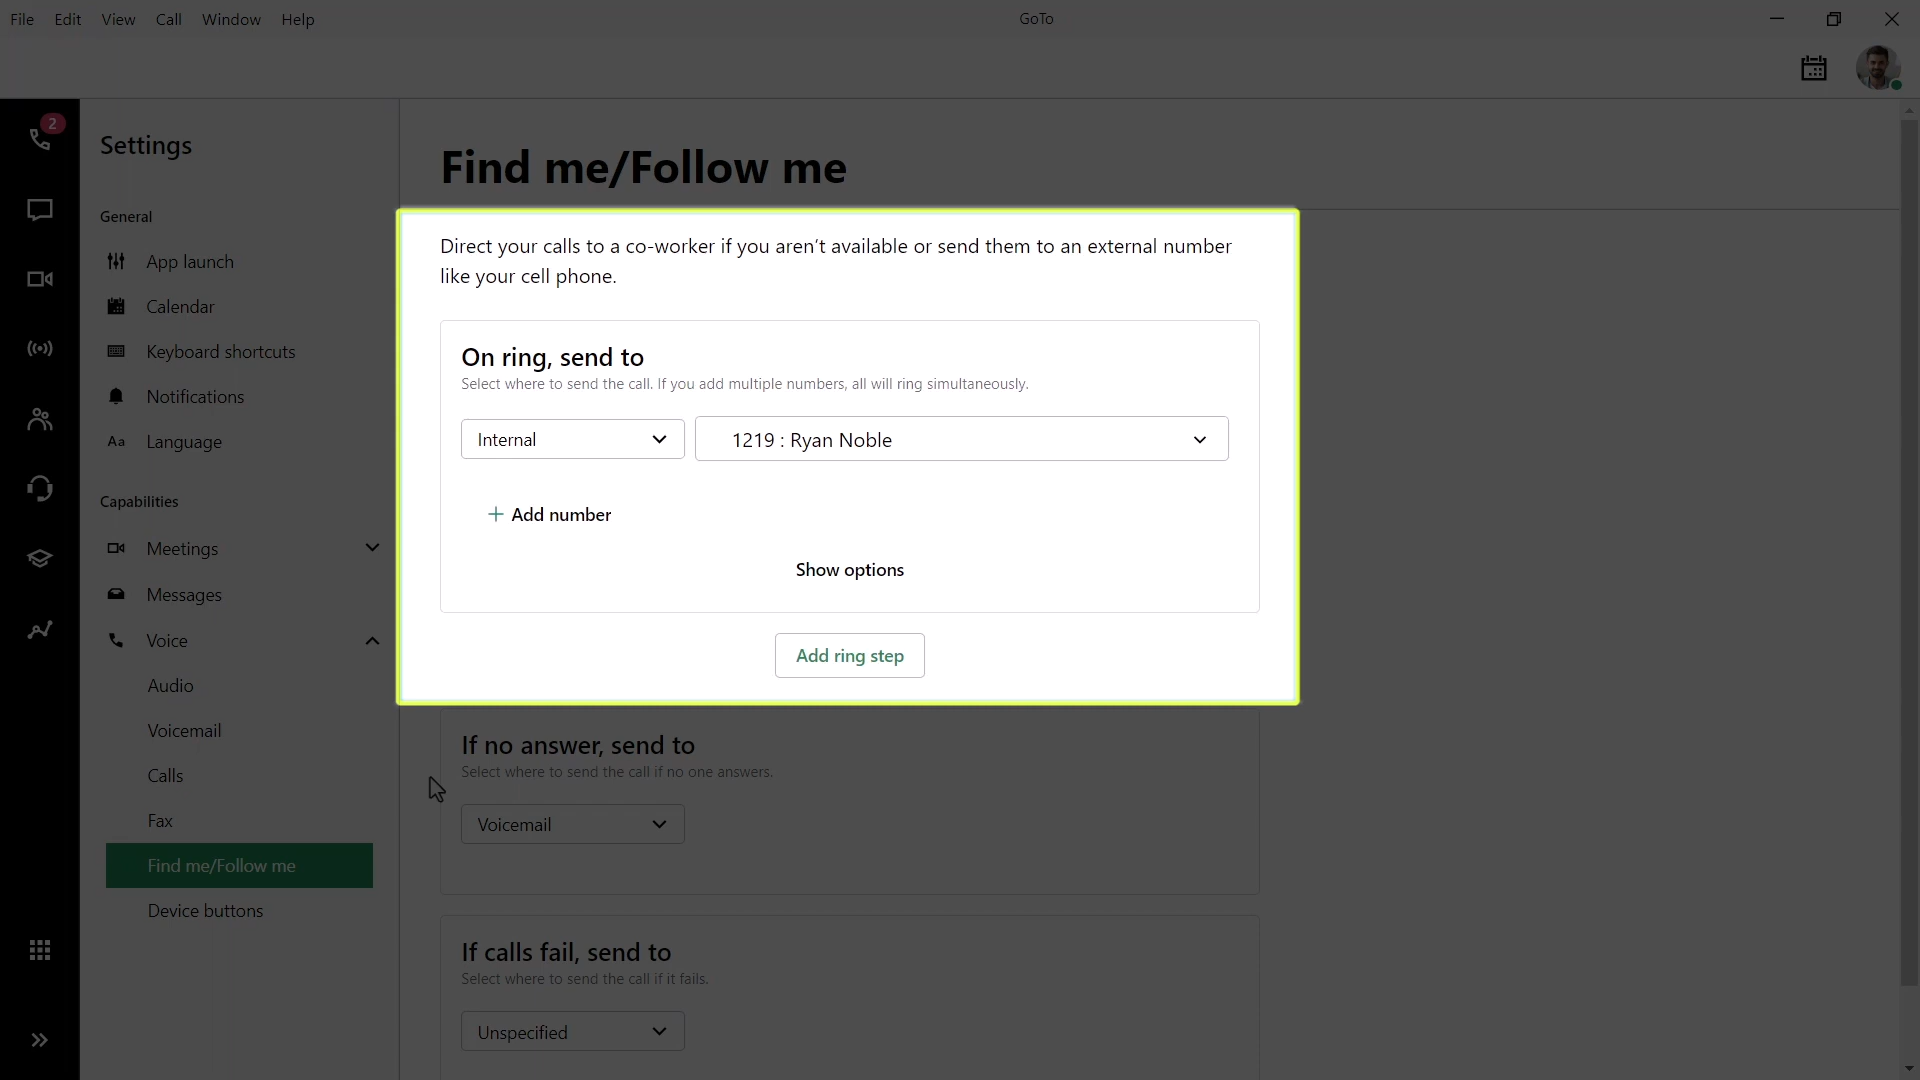 File Edit View Call Window Help
GoTo
2
Settings
General
App launch
Calendar
Keyboard shortcuts
Notifications
Aa Language
Capabilities
Meetings
Messages
Voice
Audio
Voicemail
Calls
Fax
Find me/Follow me
Device buttons
Find me/Follow me
Direct your calls to a co-worker if you aren't available or send them to an external number
like your cell phone.
On ring, send to
Select where to send the call. If you add multiple numbers, all will ring simultaneously.
Internal
1219 : Ryan Noble
+ Add number
Show options
Add ring step
If no answer, send to
Select where to send the call if no one answers.
Voicemail
If calls fail, send to
Select where to send the call if it fails.
Unspecified